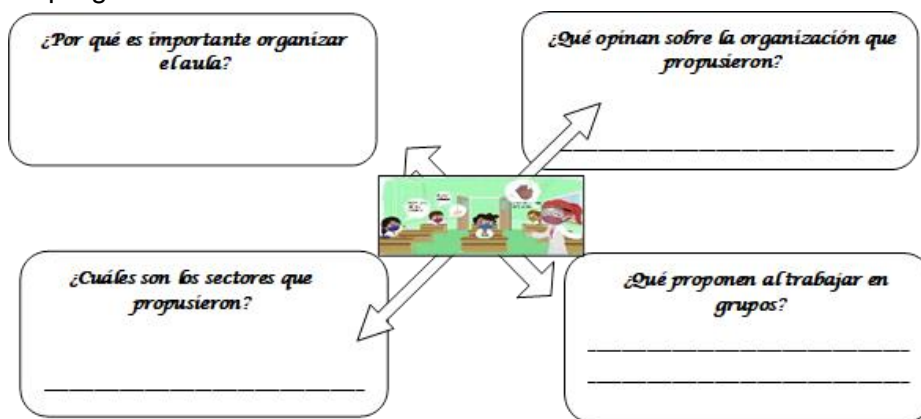 ¿Por qué es importante organizar
el aula?
¿Qué opinan sobre la organización que
propusieron?
¿Cuáles son los sectores que
propusieron?
¿Qué proponen al trabajar en
grupos?